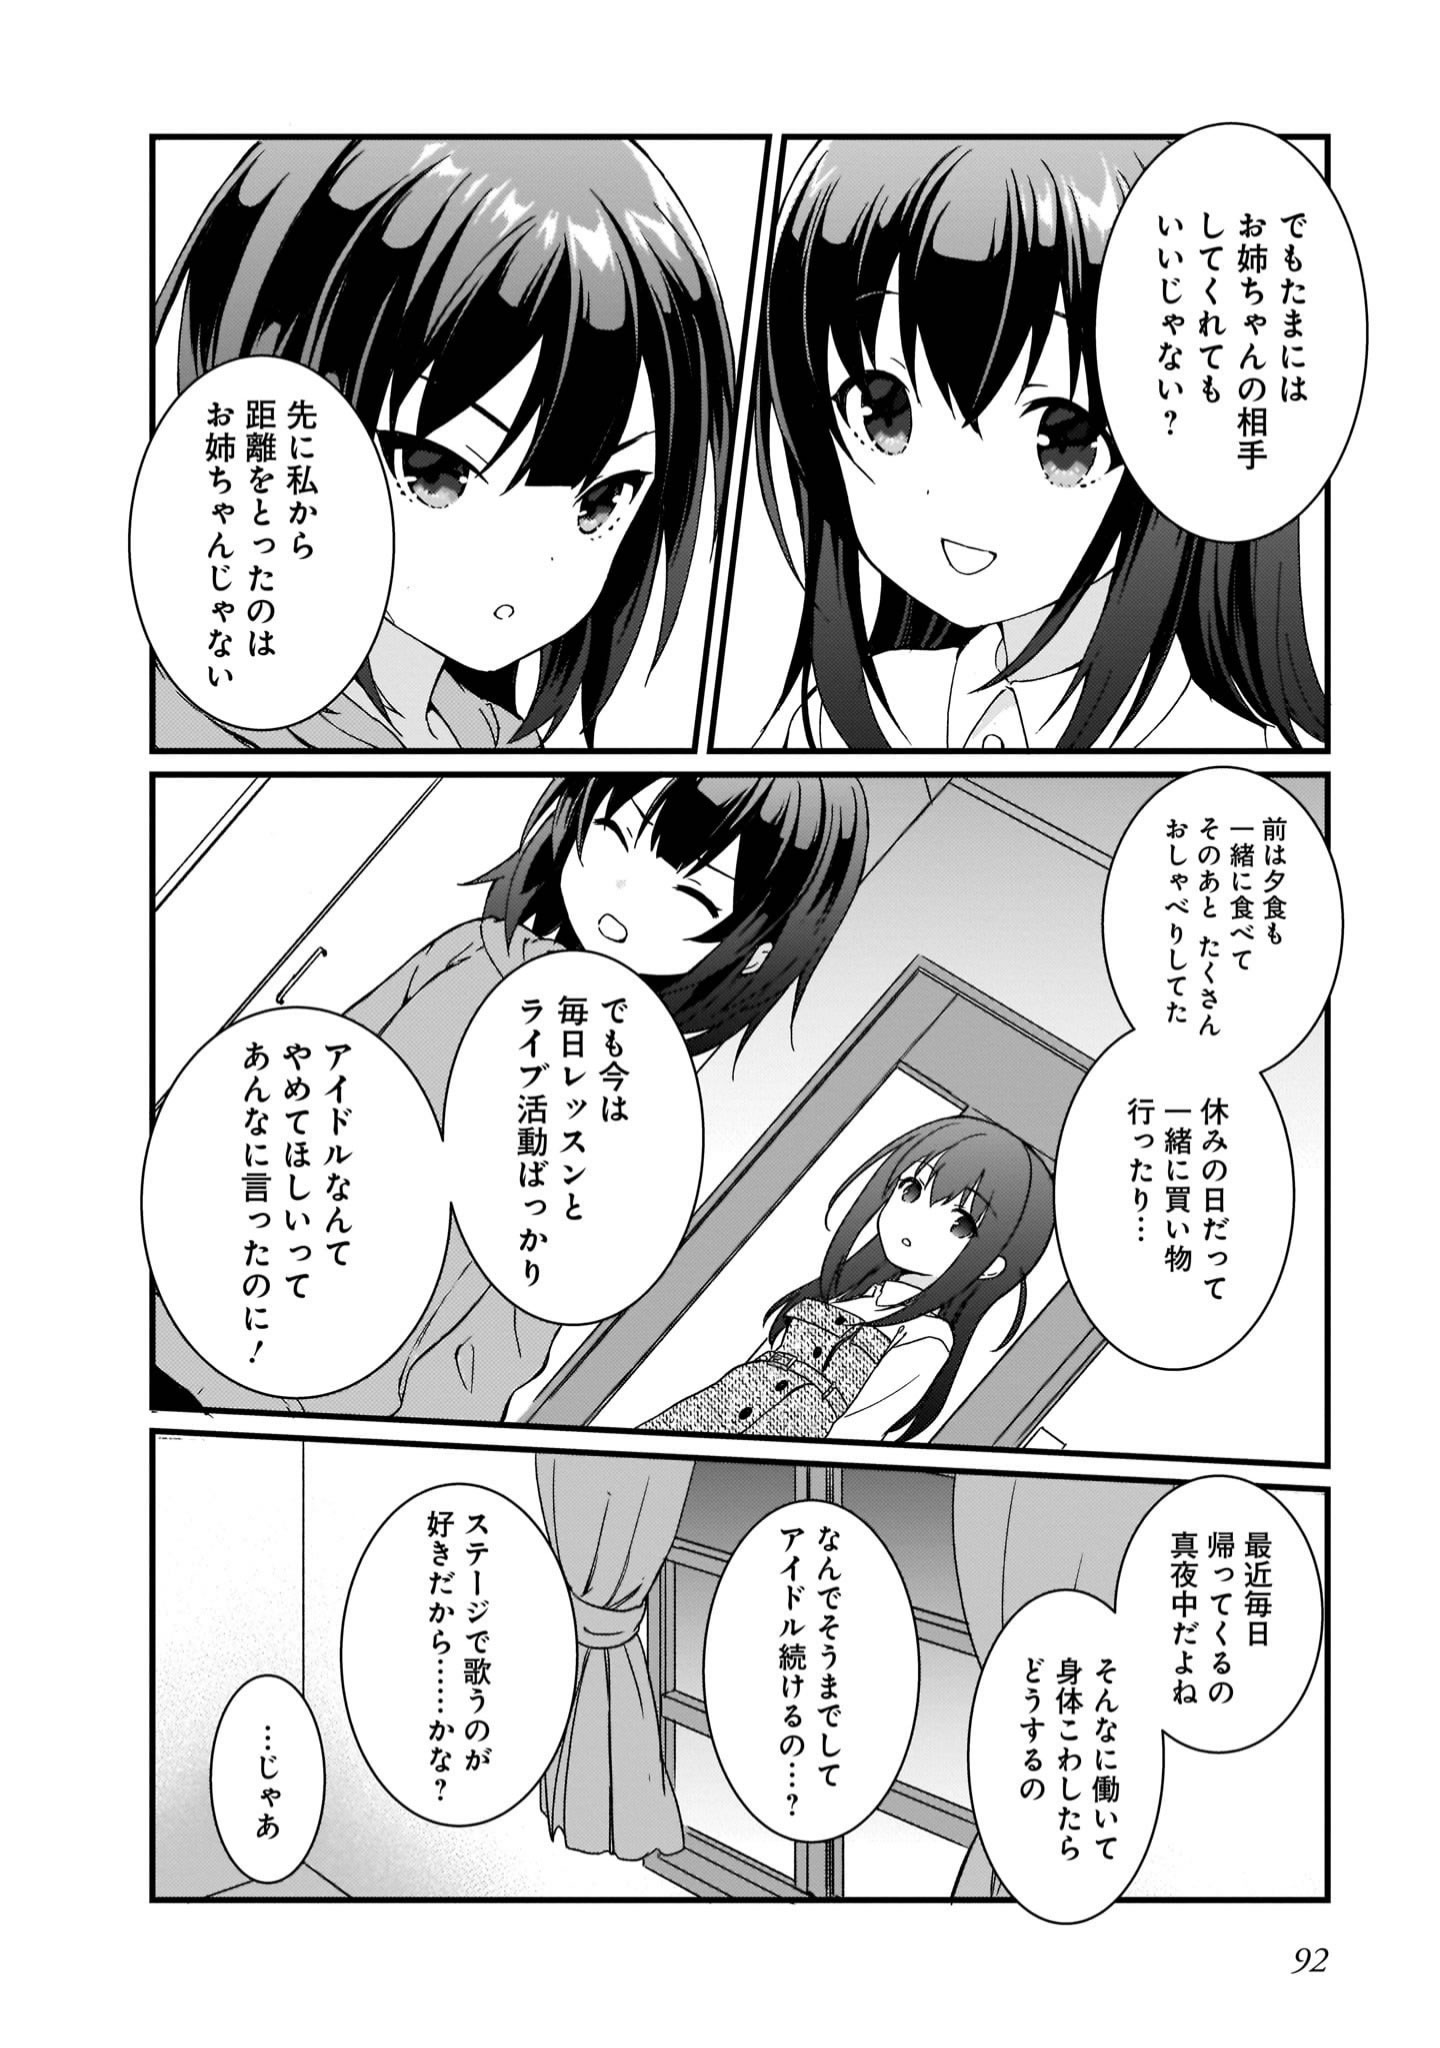 でもたまには
お姉ちゃんの相手
してくれても
いいじゃない?
先に私から
距離をとったのは
お姉ちゃんじゃない
前は夕食も
一緒に食べて
そのあと たくさん
おしゃべりしてた
休みの日だって
一緒に買い物
行ったり…
でも今は
毎日レッスンと
ライブ活動ばっかり
アイドルなんて
やめてほしいって
あんなに言ったのに!
最近毎日
帰ってくるの
真夜中だよね
そんなに働いて
身体こわしたら
どうするの
なんでそうまでして
アイドル続けるの…?
ステージで歌うのが
好きだから……かな?
…じゃあ
92